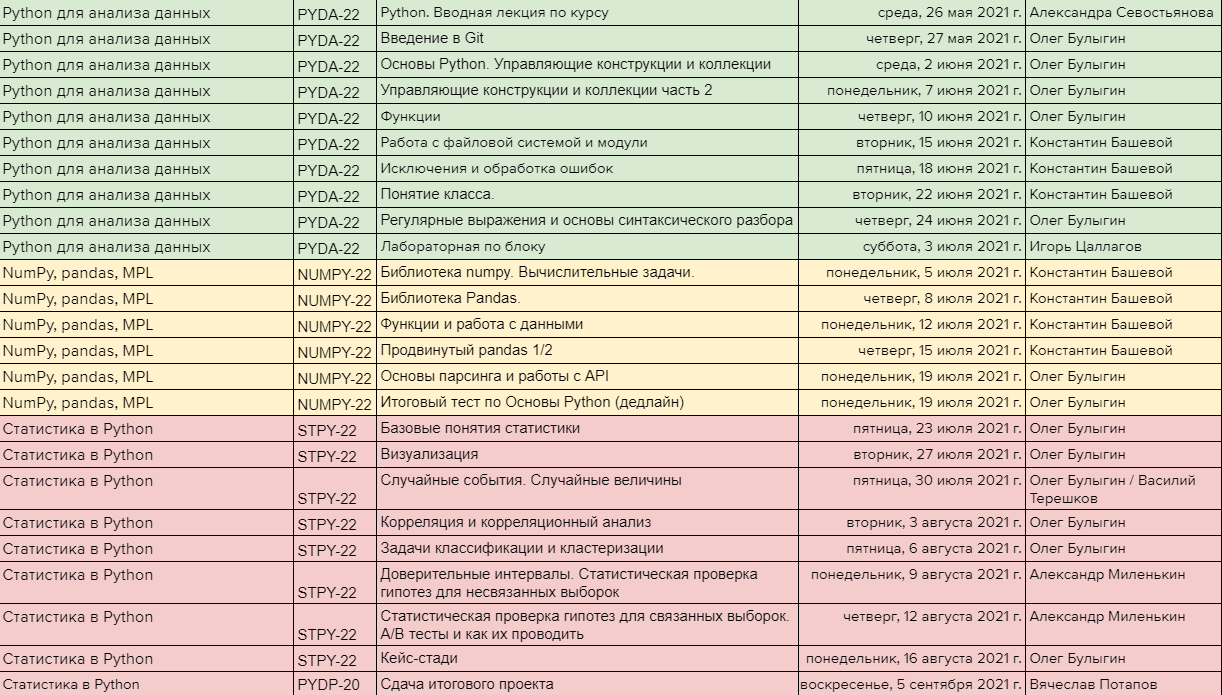 Python для анализа данных PYDA-22 Python. Вводная лекция по курсу среда, 26 мая 2021 г. Александра Севостьянова
Python для анализа данных PYDA-22 Введение в Git четверг, 27 мая 2021 г. Олег Булыгин
Python для анализа данных PYDA-22 Основы Python. Управляющие конструкции и коллекции среда, 2 июня 2021 г. Олег Булыгин
Python для анализа данных PYDA-22 Управляющие конструкции и коллекции часть 2 понедельник, 7 июня 2021 г. Олег Булыгин
Python для анализа данных PYDA-22 Функции четверг, 10 июня 2021 г. Олег Булыгин
Python для анализа данных PYDA-22 Работа с файловой системой и модули вторник, 15 июня 2021 г. Константин Башевой
Python для анализа данных PYDA-22 Исключения и обработка ошибок пятница, 18 июня 2021 г. Константин Башевой
Python для анализа данных PYDA-22 Понятие класса. вторник, 22 июня 2021 г. Константин Башевой
Python для анализа данных PYDA-22 Регулярные выражения и основы синтаксического разбора четверг, 24 июня 2021 г. Олег Булыгин
Python для анализа данных PYDA-22 Лабораторная по блоку суббота, 3 июля 2021 г. Игорь Цаллагов
NumPy, pandas, MPL NUMPY-22 Библиотека numpy. Вычислительные задачи. понедельник, 5 июля 2021 г. Константин Башевой
NumPy, pandas, MPL NUMPY-22 Библиотека Pandas. четверг, 8 июля 2021 г. Константин Башевой
NumPy, pandas, MPL NUMPY-22 Функции и работа с данными понедельник, 12 июля 2021 г. Константин Башевой
NumPy, pandas, MPL NUMPY-22 Продвинутый pandas 1/2 четверг, 15 июля 2021 г. Константин Башевой
NumPy, pandas, MPL NUMPY-22 Основы парсинга и работы с API понедельник, 19 июля 2021 г. Олег Булыгин
NumPy, pandas, MPL NUMPY-22 Итоговый тест по Основы Python (дедлайн) понедельник, 19 июля 2021 г. Олег Булыгин
Статистика в Python STPY-22 Базовые понятия статистики пятница, 23 июля 2021 г. Олег Булыгин
Статистика в Python STPY-22 Визуализация вторник, 27 июля 2021 г. Олег Булыгин
Статистика в Python Случайные события. Случайные величины пятница, 30 июля 2021 г. Олег Булыгин / Василий
STPY-22 Терешков
Статистика в Python STPY-22 Корреляция и корреляционный анализ вторник, 3 августа 2021 г. Олег Булыгин
Статистика в Python STPY-22 Задачи классификации и кластеризации пятница, 6 августа 2021 г. Олег Булыгин
Статистика в Python Доверительные интервалы. Статистическая проверка понедельник, 9 августа 2021 г. Александр Миленькин
STPY-22 гипотез для несвязанных выборок
Статистика в Python Статистическая проверка гипотез для связанных выборок. четверг, 12 августа 2021 г. Александр Миленькин
STPY-22 A/B тесты и как их проводить
Статистика в Python STPY-22 Кейс-стади понедельник, 16 августа 2021 г. Олег Булыгин
Статистика в Python PYDP-20 Сдача итогового проекта воскресенье, 5 сентября 2021 г. Вячеслав Потапов